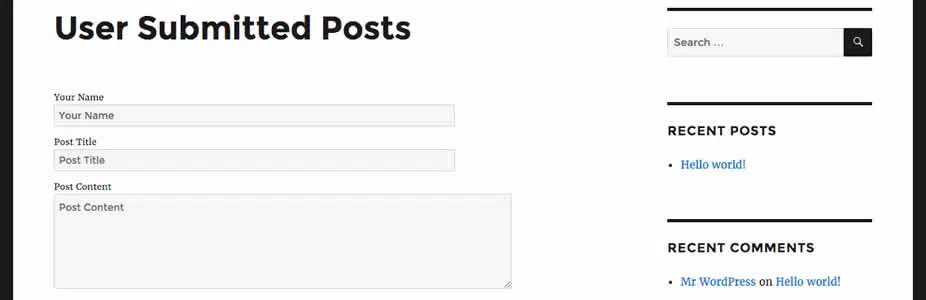 User Submitted Posts
Your Name
Your Name
Post Title
Post Title
Post Content
Post Content
Search ...
RECENT POSTS
Hello world!
RECENT COMMENTS
Mr WordPress on Hello world!